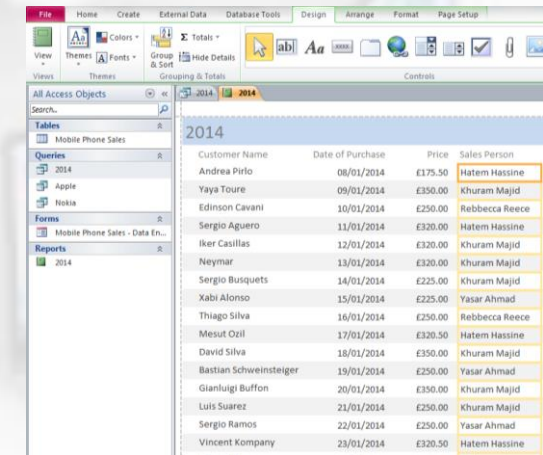 File Home Create External Data Database Tools Design Arrange Format Page Setup
View Themes Colors Fonts Group & Sort Σ Totals Hide Details ab Aa xxxx
Views Themes Grouping & Totals Controls
All Access Objects
Search...
Tables
Mobile Phone Sales
Queries
2014
Apple
Nokia
Forms
Mobile Phone Sales - Data En...
Reports
2014
2014 2014
2014
Customer Name Date of Purchase Price Sales Person
Andrea Pirlo 08/01/2014 £175.50 Hatem Hassine
Yaya Toure 09/01/2014 £350.00 Khuram Majid
Edinson Cavani 10/01/2014 £250.00 Rebbecca Reece
Sergio Aguero 11/01/2014 £320.00 Hatem Hassine
Iker Casillas 12/01/2014 £320.00 Khuram Majid
Neymar 13/01/2014 £320.00 Khuram Majid
Sergio Busquets 14/01/2014 £225.00 Khuram Majid
Xabi Alonso 15/01/2014 £225.00 Yasar Ahmad
Thiago Silva 16/01/2014 £250.00 Rebbecca Reece
Mesut Ozil 17/01/2014 £320.50 Hatem Hassine
David Silva 18/01/2014 £350.00 Khuram Majid
Bastian Schweinsteiger 19/01/2014 £250.00 Yasar Ahmad
Gianluigi Buffon 20/01/2014 £350.00 Khuram Majid
Luis Suarez 21/01/2014 £250.00 Khuram Majid
Sergio Ramos 22/01/2014 £250.00 Yasar Ahmad
Vincent Kompany 23/01/2014 £320.50 Hatem Hassine